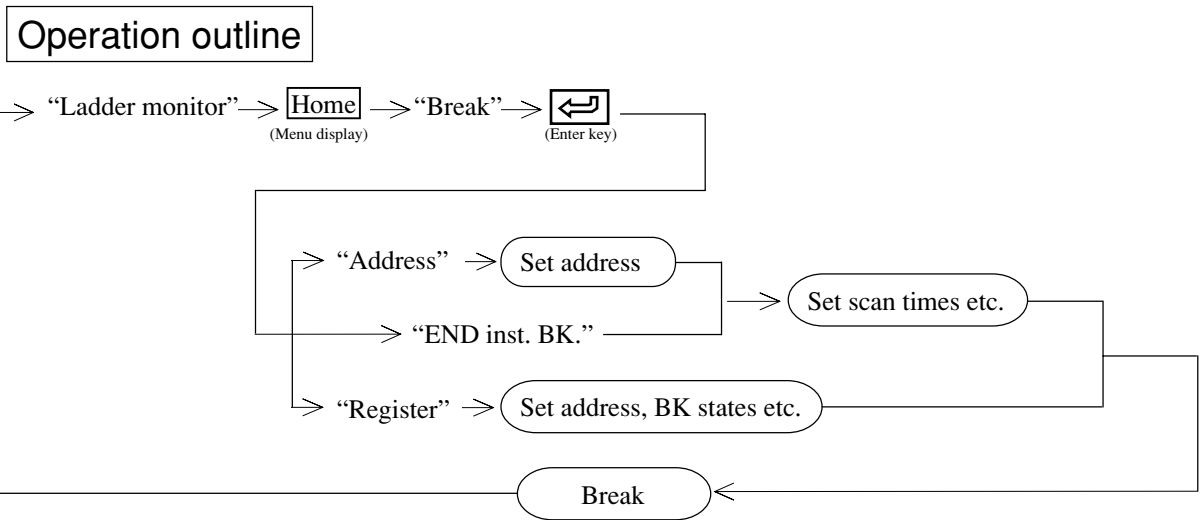 Operation outline
“Ladder monitor” Home “Break”
(Menu display) (Enter key)
“Address” Set address
Set scan times etc.
“END inst. BK.”
“Register” Set address, BK states etc.
Break